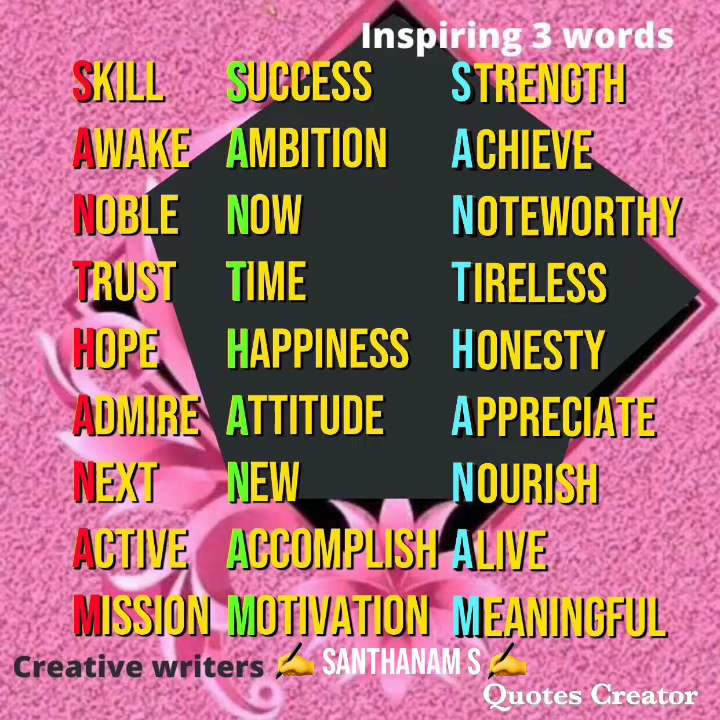 Inspiring 3 words
SKILL SUCCESS STRENGTH
AWAKE AMBITION ACHIEVE
NOBLE NOW NOTEWORTHY
TRUST TIME TIRELESS
HOPE HAPPINESS HONESTY
ADMIRE ATTITUDE APPRECIATE
NEXT NEW NOURISH
ACTIVE ACCOMPLISH ALIVE
MISSION MOTIVATION MEANINGFUL
Creative writers ✍️ SANTHANAM S ✍️
Quotes Creator